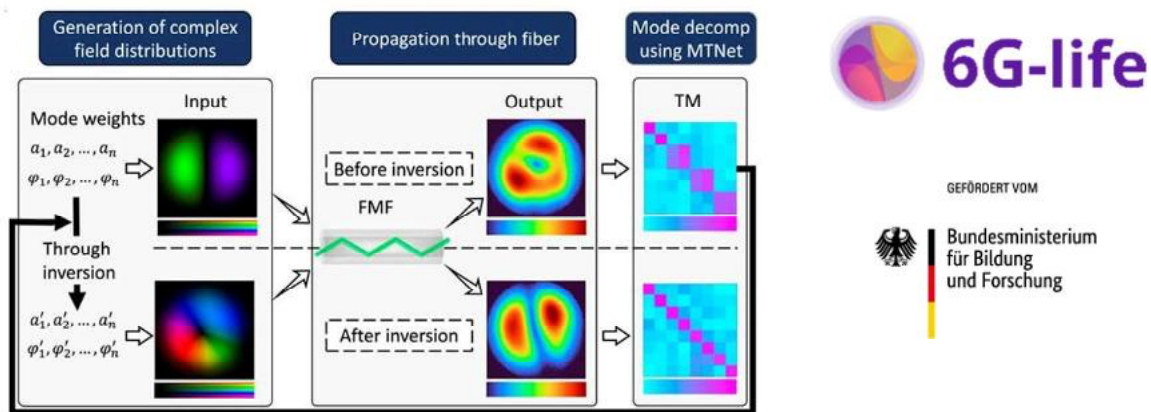 Generation of complex
field distributions
Propagation through fiber
Mode decomp
using MTNet
Input
Output
TM
Mode weights
a₁, a₂, ..., aₙ
φ₁, φ₂, ..., φₙ
Before inversion
FMF
Through
inversion
a′₁, a′₂, ..., a′ₙ
φ′₁, φ′₂, ..., φ′ₙ
After inversion
6G-life
GEFÖRDERT VOM
Bundesministerium
für Bildung
und Forschung